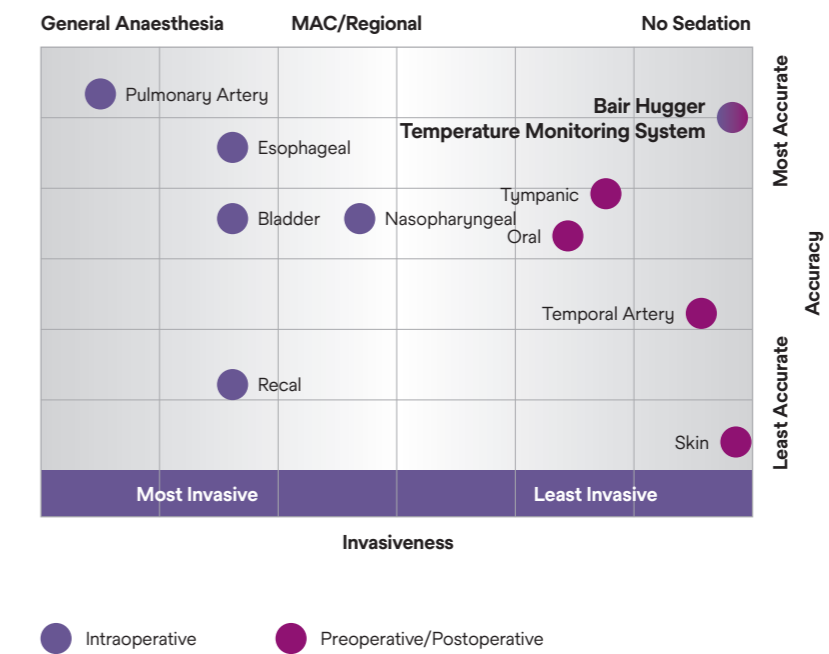 General Anaesthesia
MAC/Regional
No Sedation
Pulmonary Artery
Bair Hugger
Temperature Monitoring System
Esophageal
Tympanic
Bladder
Nasopharyngeal
Oral
Temporal Artery
Recal
Skin
Most Accurate
Accuracy
Least Accurate
Most Invasive
Least Invasive
Invasiveness
Intraoperative
Preoperative/Postoperative